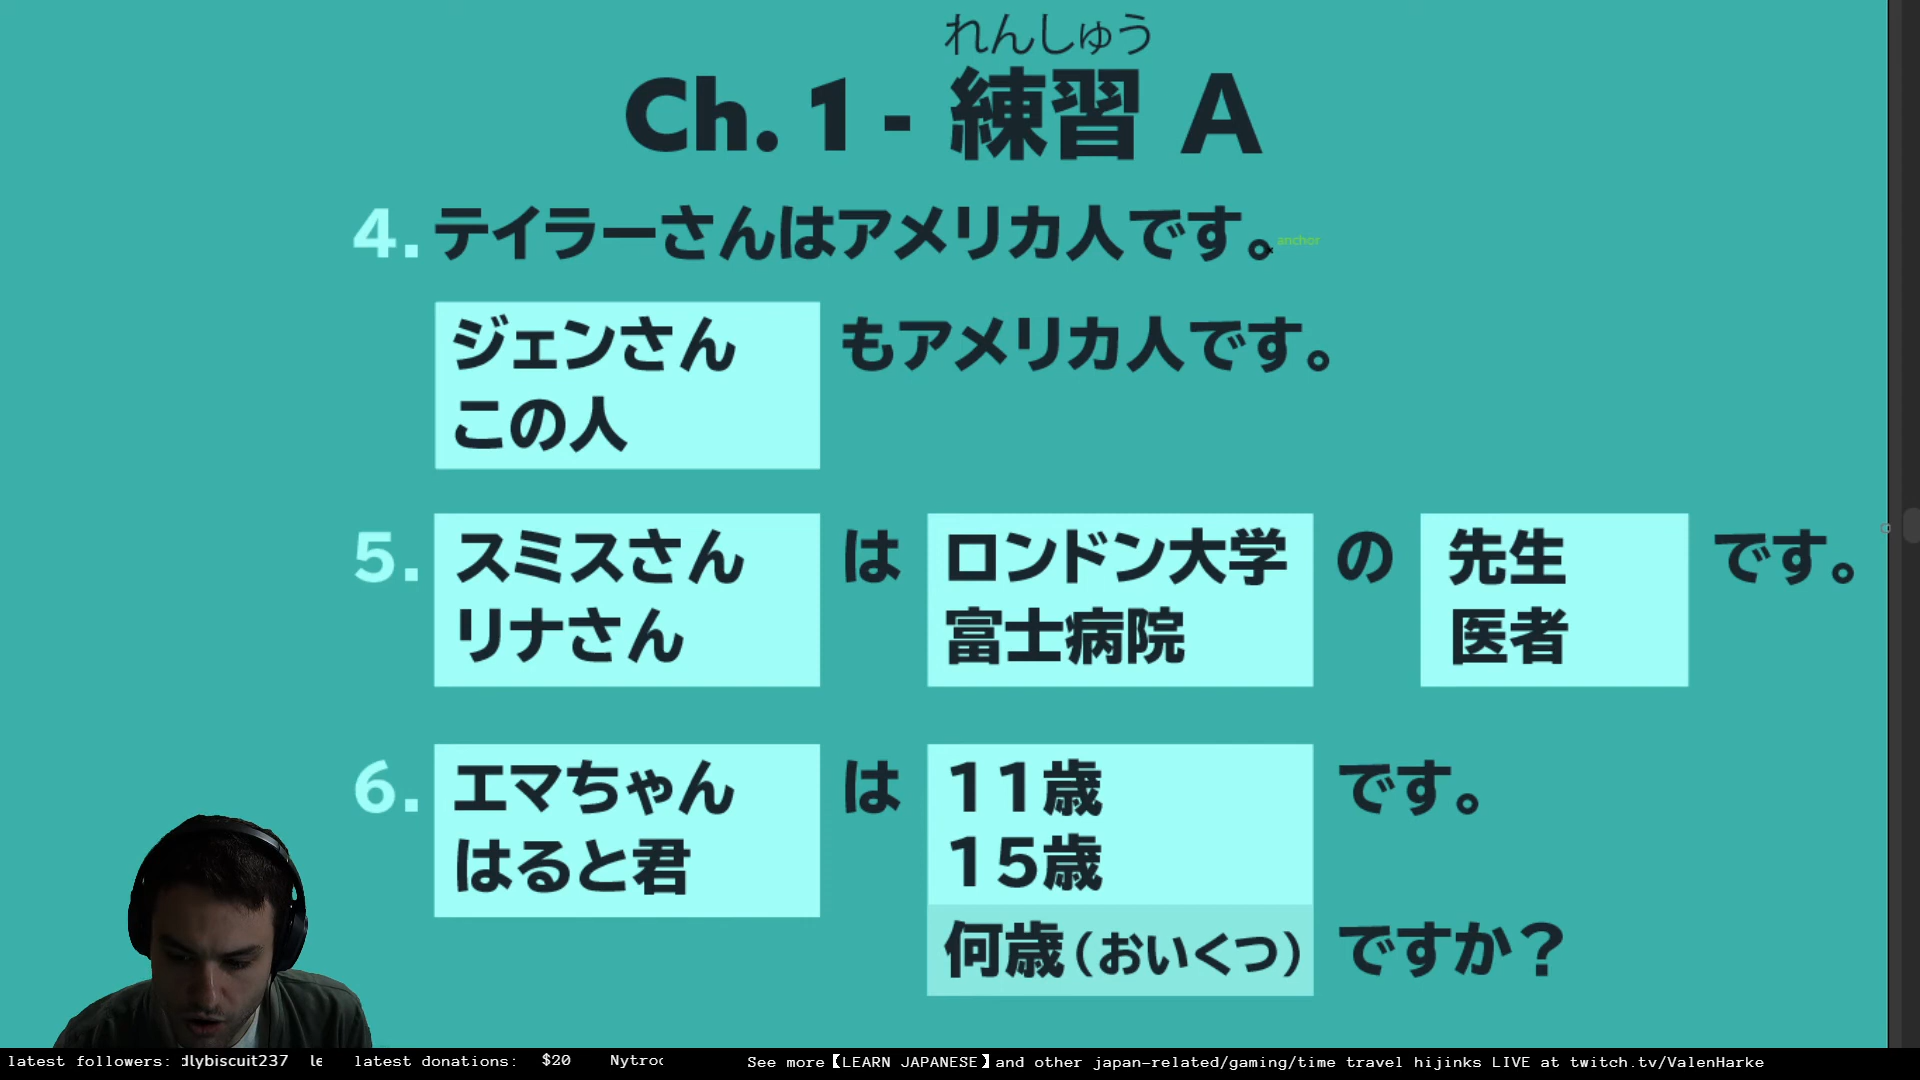 れんしゅう
Ch. 1 - 練習 A
4. テイラーさんはアメリカ人です。
anchor
ジェンさん もアメリカ人です。
この人
5. スミスさん は ロンドン大学 の 先生 です。
リナさん 富士病院 医者
6. エマちゃん は 11歳 です。
はると君 15歳
何歳(おいくつ) ですか?
latest followers: dlybiscuit237 latest donations: $20 See more【LEARN JAPANESE】and other japan-related/gaming/time travel hijinks LIVE at twitch.tv/ValenHarke